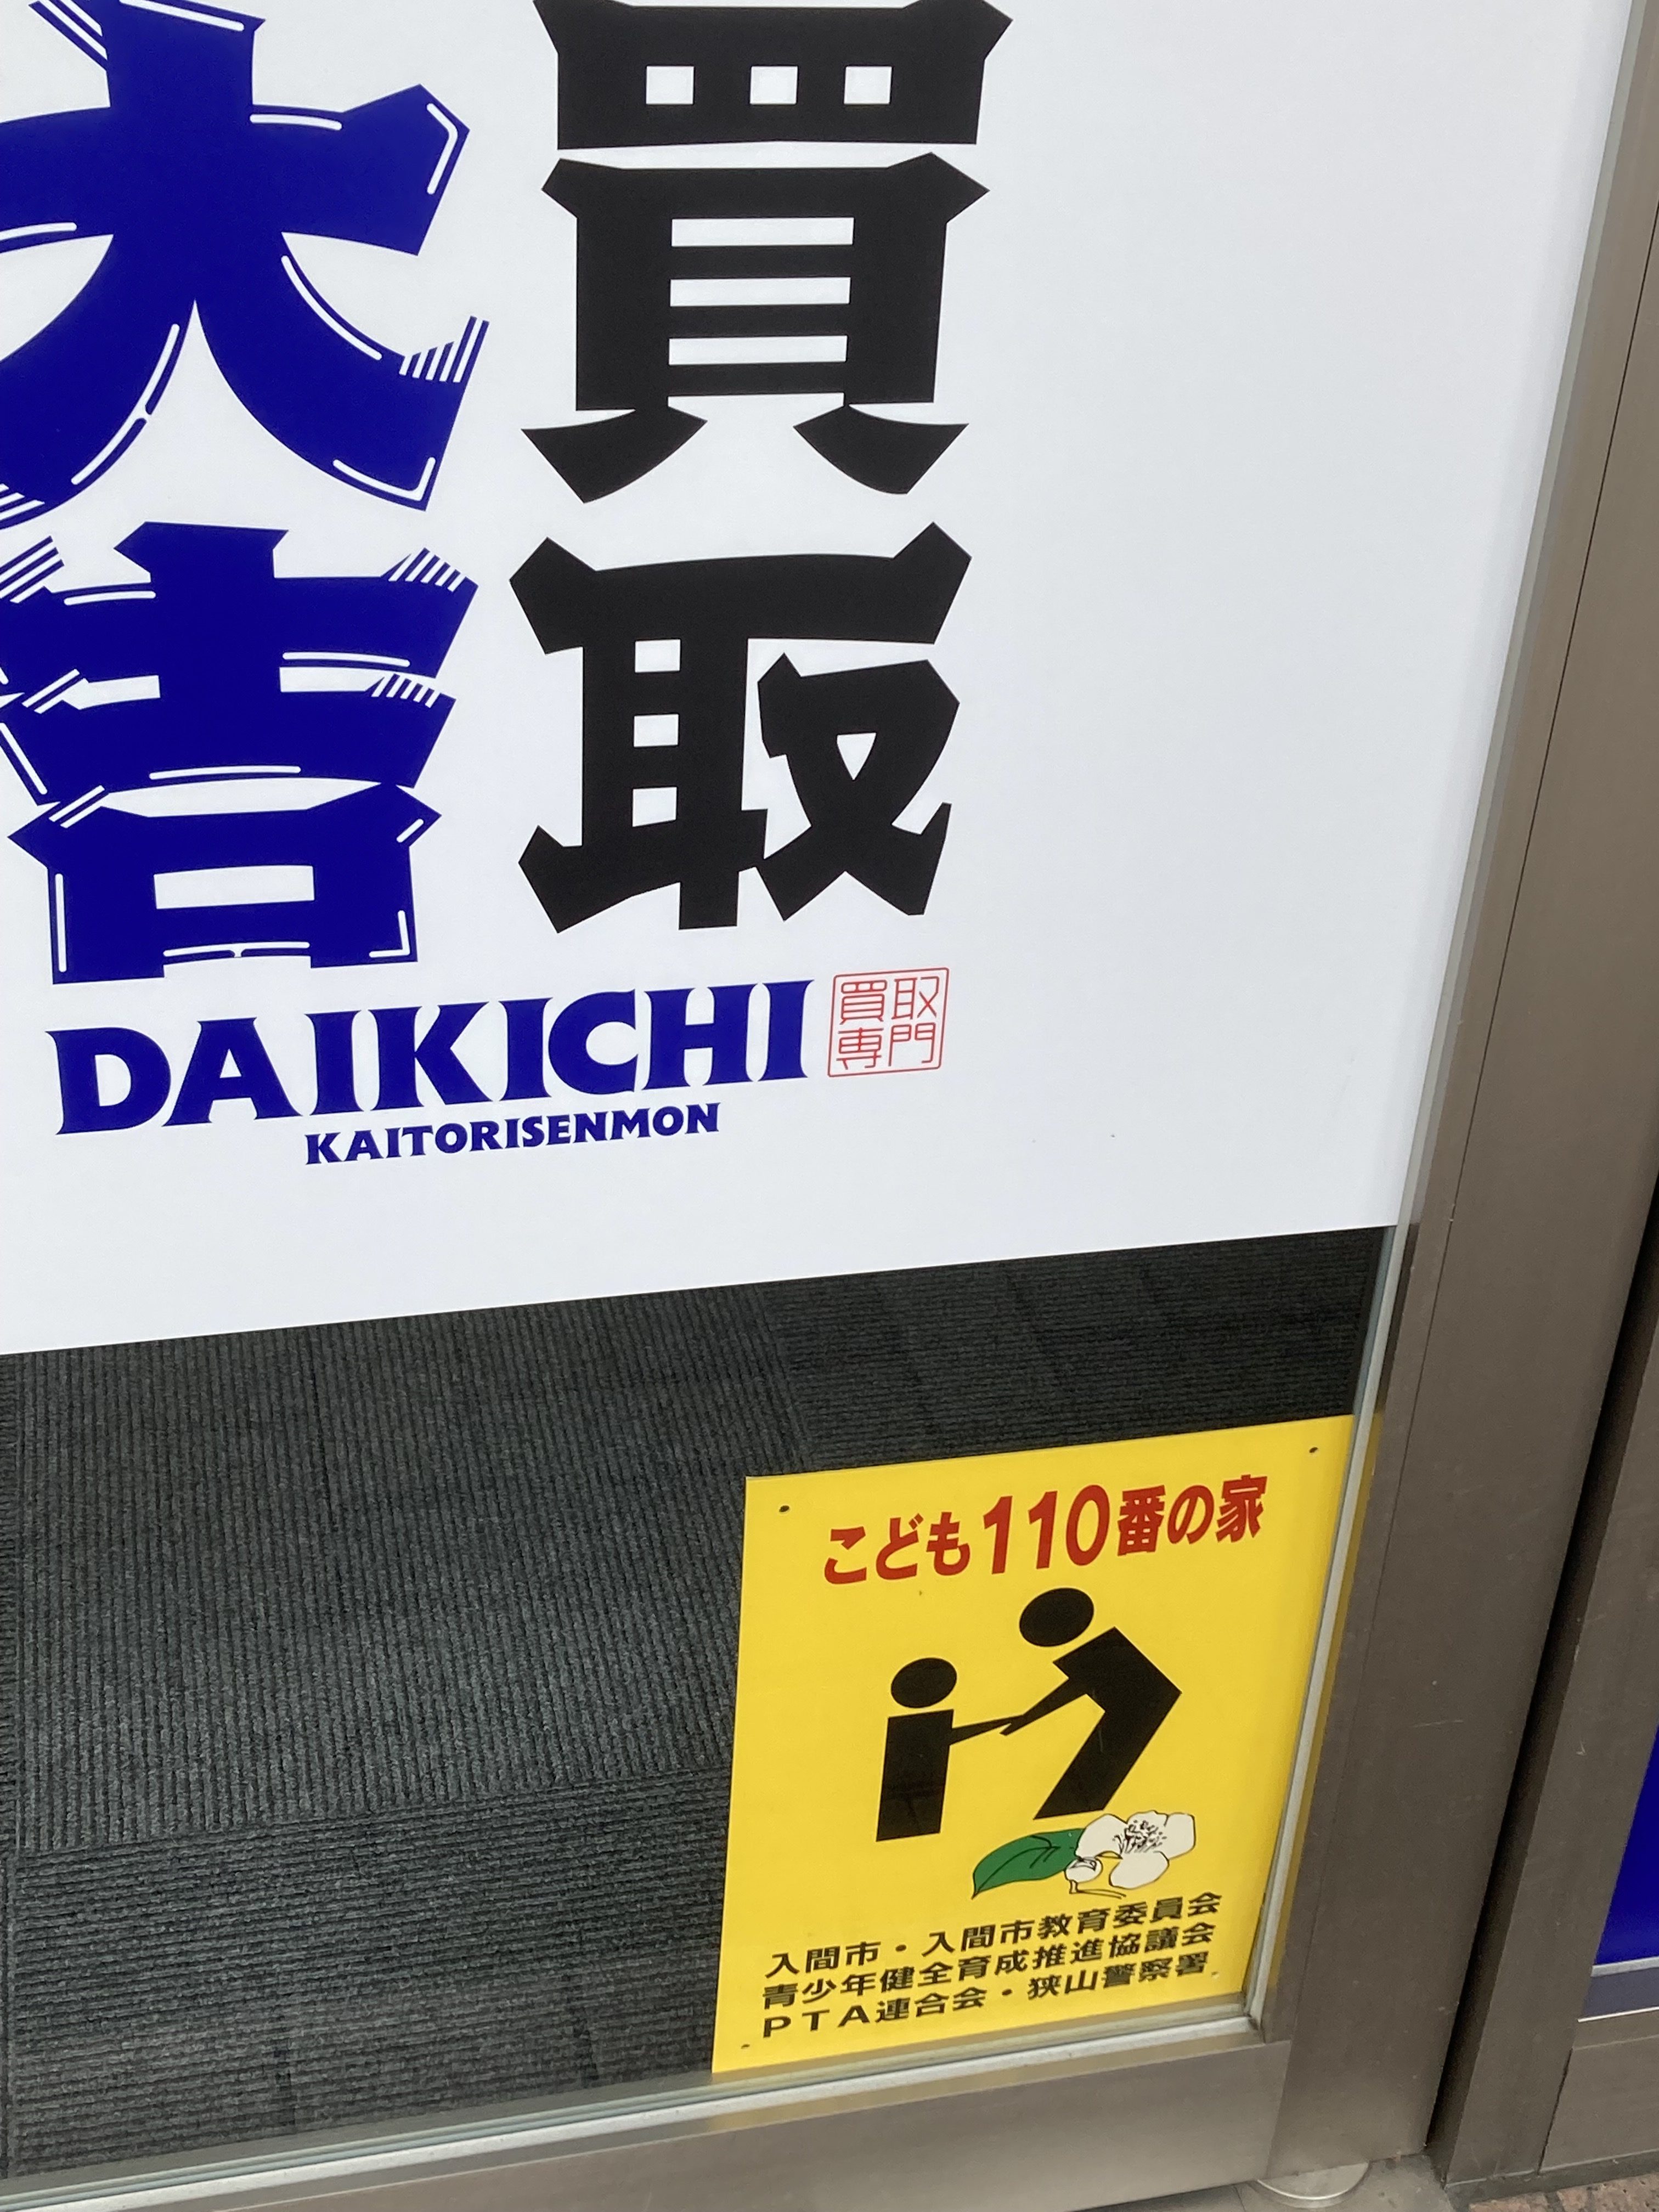 買取
大吉
DAIKICHI
買取
専門
KAITORISENMON
こども110番の家
入間市・入間市教育委員会
青少年健全育成推進協議会
PTA連合会・狭山警察署